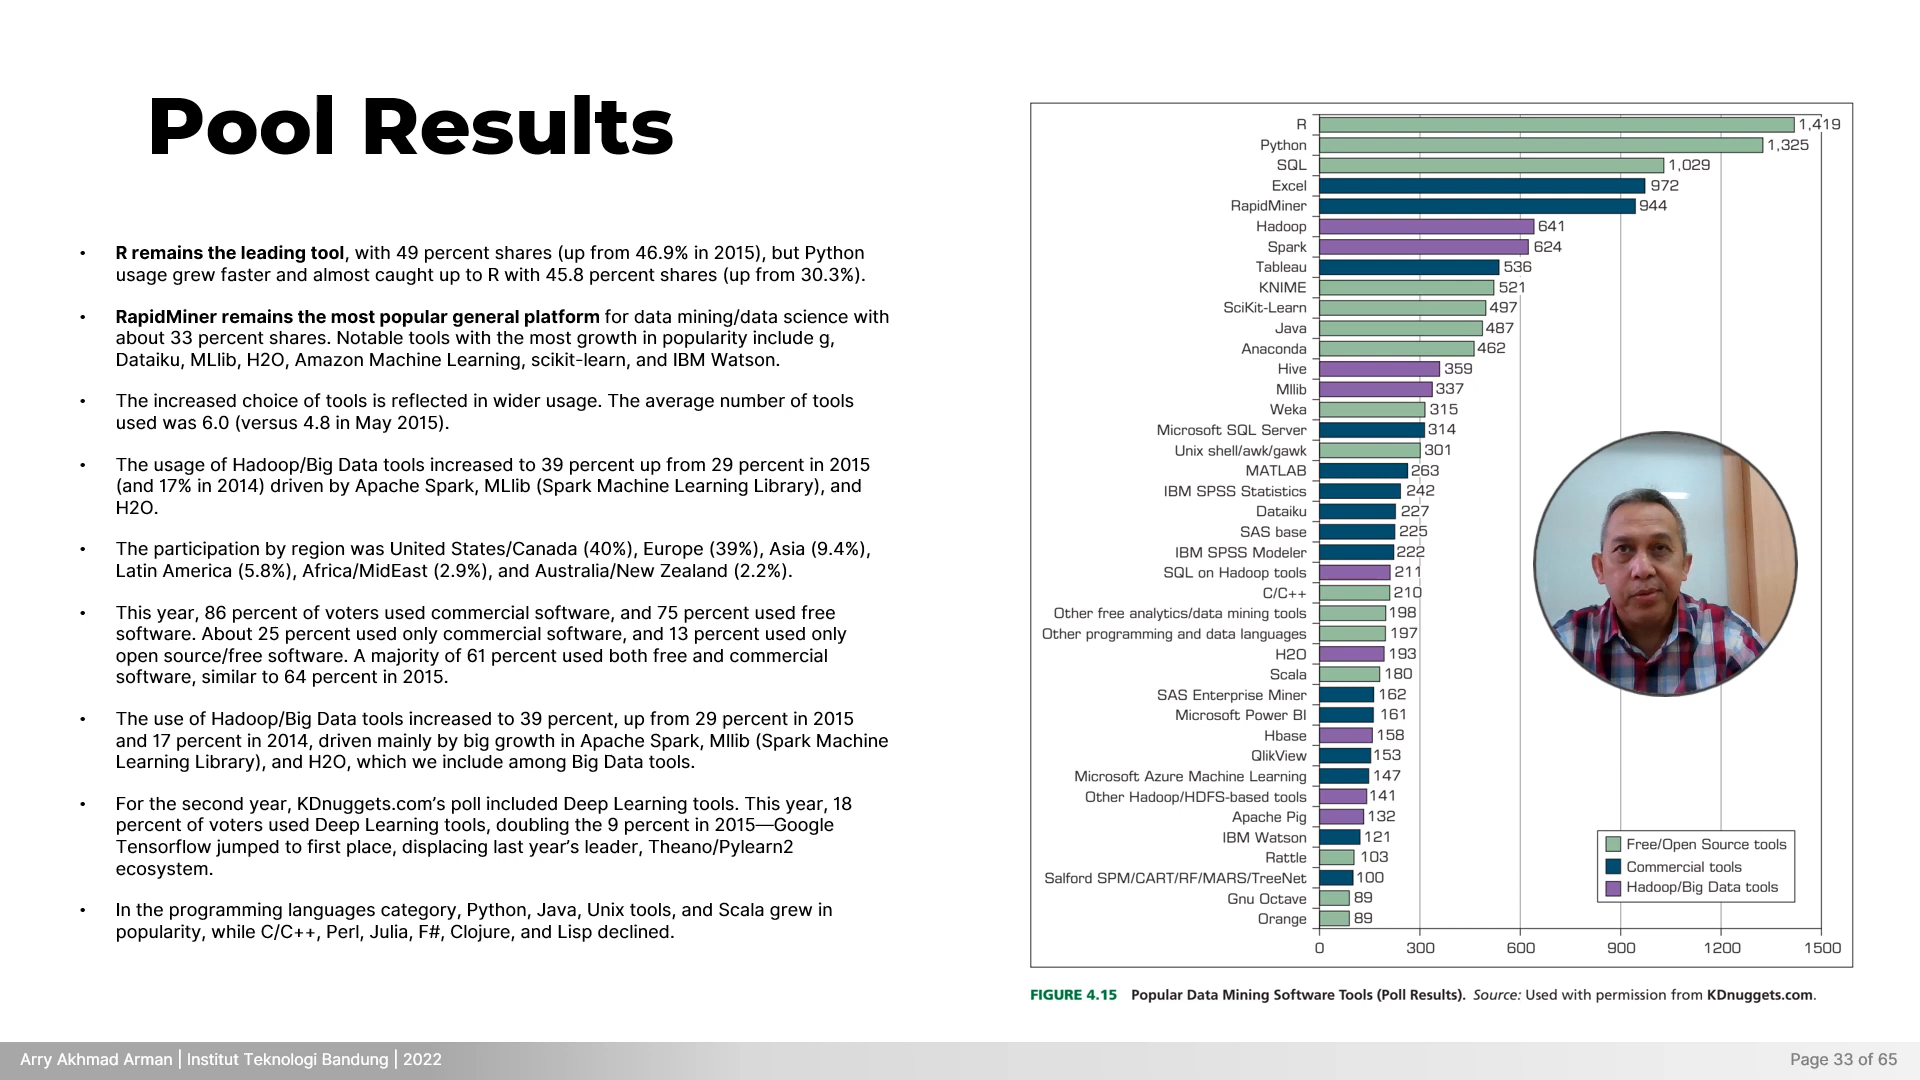 Pool Results
• R remains the leading tool, with 49 percent shares (up from 46.9% in 2015), but Python
usage grew faster and almost caught up to R with 45.8 percent shares (up from 30.3%).
• RapidMiner remains the most popular general platform for data mining/data science with
about 33 percent shares. Notable tools with the most growth in popularity include g,
Dataiku, MLlib, H2O, Amazon Machine Learning, scikit-learn, and IBM Watson.
• The increased choice of tools is reflected in wider usage. The average number of tools
used was 6.0 (versus 4.8 in May 2015).
• The usage of Hadoop/Big Data tools increased to 39 percent up from 29 percent in 2015
(and 17% in 2014) driven by Apache Spark, MLlib (Spark Machine Learning Library), and
H2O.
• The participation by region was United States/Canada (40%), Europe (39%), Asia (9.4%),
Latin America (5.8%), Africa/MidEast (2.9%), and Australia/New Zealand (2.2%).
• This year, 86 percent of voters used commercial software, and 75 percent used free
software. About 25 percent used only commercial software, and 13 percent used only
open source/free software. A majority of 61 percent used both free and commercial
software, similar to 64 percent in 2015.
• The use of Hadoop/Big Data tools increased to 39 percent, up from 29 percent in 2015
and 17 percent in 2014, driven mainly by big growth in Apache Spark, Mllib (Spark Machine
Learning Library), and H2O, which we include among Big Data tools.
• For the second year, KDnuggets.com’s poll included Deep Learning tools. This year, 18
percent of voters used Deep Learning tools, doubling the 9 percent in 2015—Google
Tensorflow jumped to first place, displacing last year’s leader, Theano/Pylearn2
ecosystem.
• In the programming languages category, Python, Java, Unix tools, and Scala grew in
popularity, while C/C++, Perl, Julia, F#, Clojure, and Lisp declined.
R 1,419
Python 1,325
SQL 1,029
Excel 972
RapidMiner 944
Hadoop 641
Spark 624
Tableau 536
KNIME 521
SciKit-Learn 497
Java 487
Anaconda 462
Hive 359
Mllib 337
Weka 315
Microsoft SQL Server 314
Unix shell/awk/gawk 301
MATLAB 263
IBM SPSS Statistics 242
Dataiku 227
SAS base 225
IBM SPSS Modeler 222
SQL on Hadoop tools 211
C/C++ 210
Other free analytics/data mining tools 198
Other programming and data languages 197
H2O 193
Scala 180
SAS Enterprise Miner 162
Microsoft Power BI 161
Hbase 158
QlikView 153
Microsoft Azure Machine Learning 147
Other Hadoop/HDFS-based tools 141
Apache Pig 132
IBM Watson 121
Rattle 103
Salford SPM/CART/RF/MARS/TreeNet 100
Gnu Octave 89
Orange 89
0 300 600 900 1200 1500
Free/Open Source tools
Commercial tools
Hadoop/Big Data tools
FIGURE 4.15 Popular Data Mining Software Tools (Poll Results). Source: Used with permission from KDnuggets.com.
Arry Akhmad Arman | Institut Teknologi Bandung | 2022
Page 33 of 65